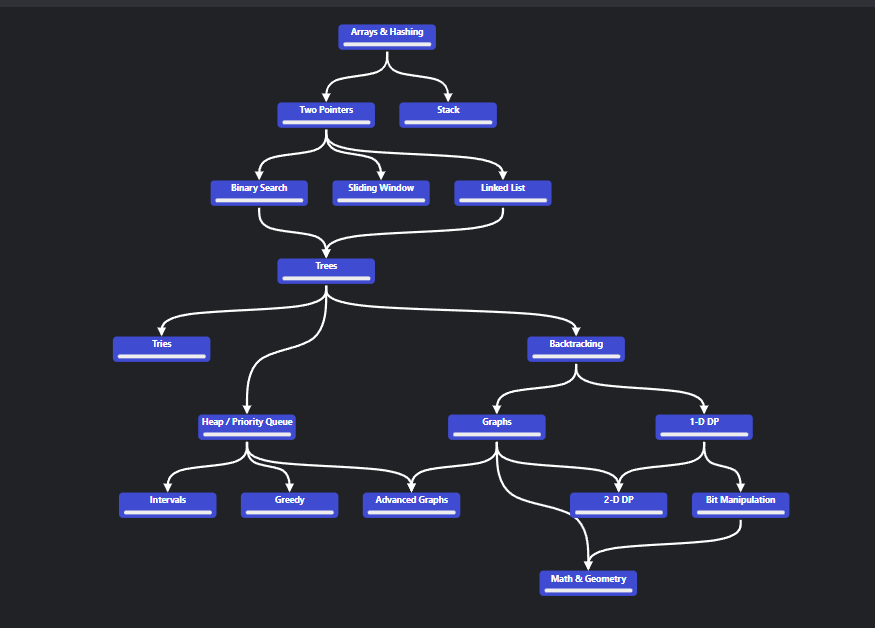 Arrays & Hashing
Two Pointers
Stack
Binary Search
Sliding Window
Linked List
Trees
Tries
Backtracking
Heap / Priority Queue
Graphs
1-D DP
Intervals
Greedy
Advanced Graphs
2-D DP
Bit Manipulation
Math & Geometry